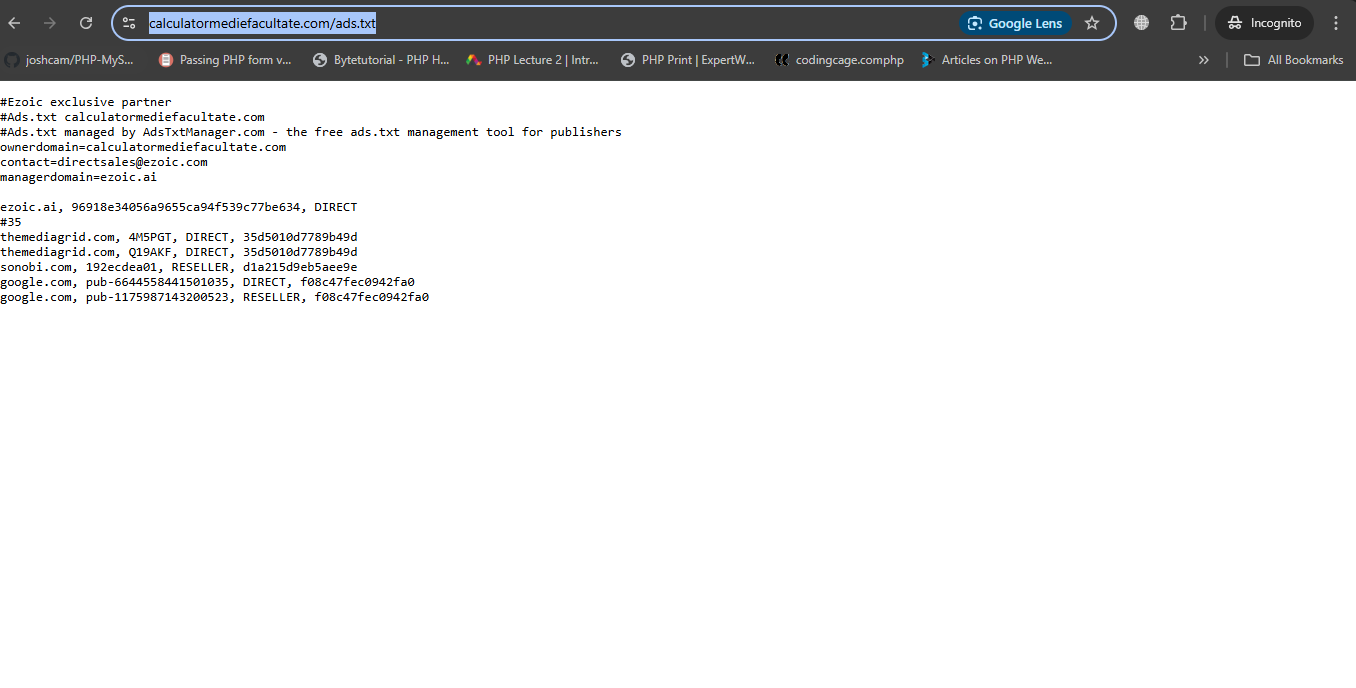 calculatormediefacultate.com/ads.txt
Google Lens
Incognito
joshcam/PHP-MyS...
Passing PHP form v...
Bytetutorial - PHP H...
PHP Lecture 2 | Intr...
PHP Print | ExpertW...
codingcage.comphp
Articles on PHP We...
All Bookmarks
#Ezoic exclusive partner
#Ads.txt calculatormediefacultate.com
#Ads.txt managed by AdsTxtManager.com - the free ads.txt management tool for publishers
ownerdomain=calculatormediefacultate.com
contact=directsales@ezoic.com
managerdomain=ezoic.ai
ezoic.ai, 96918e34056a9655ca94f539c77be634, DIRECT
#35
themediagrid.com, 4M5PGT, DIRECT, 35d5010d7789b49d
themediagrid.com, Q19AKF, DIRECT, 35d5010d7789b49d
sonobi.com, 192ecdea01, RESELLER, d1a215d9eb5aee9e
google.com, pub-6644558441501035, DIRECT, f08c47fec0942fa0
google.com, pub-1175987143200523, RESELLER, f08c47fec0942fa0